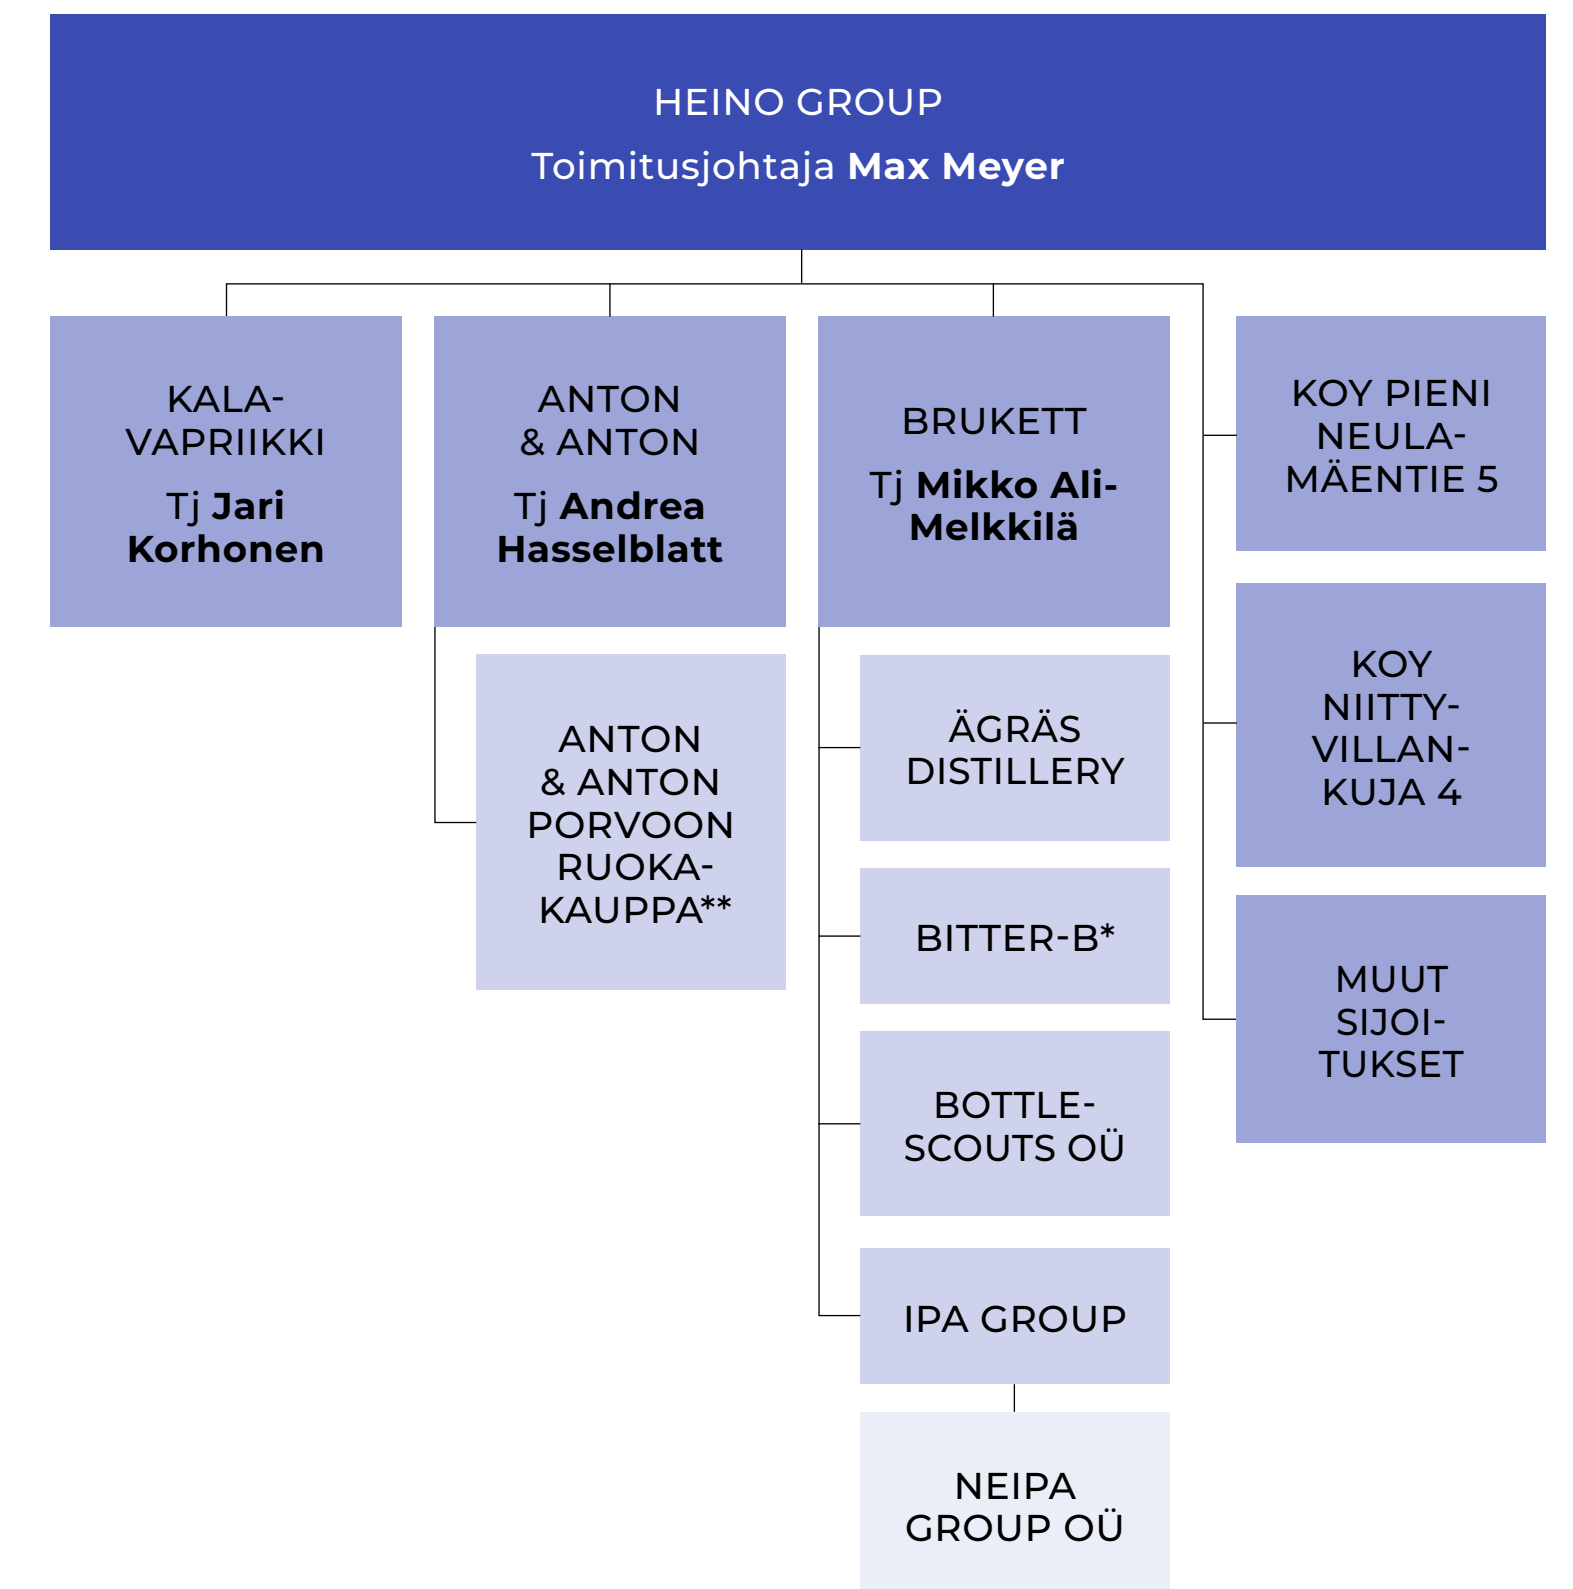 HEINO GROUP
Toimitusjohtaja Max Meyer
KALA-
VAPRIIKKI
Tj Jari
Korhonen
ANTON
& ANTON
Tj Andrea
Hasselblatt
ANTON
& ANTON
PORVOON
RUOKA-
KAUPPA**
BRUKETT
Tj Mikko Ali-
Melkkilä
ÄGRÄS
DISTILLERY
BITTER-B*
BOTTLE-
SCOUTS OÜ
IPA GROUP
NEIPA
GROUP OÜ
KOY PIENI
NEULA-
MÄENTIE 5
KOY
NIITTY-
VILLAN-
KUJA 4
MUUT
SIJOI-
TUKSET